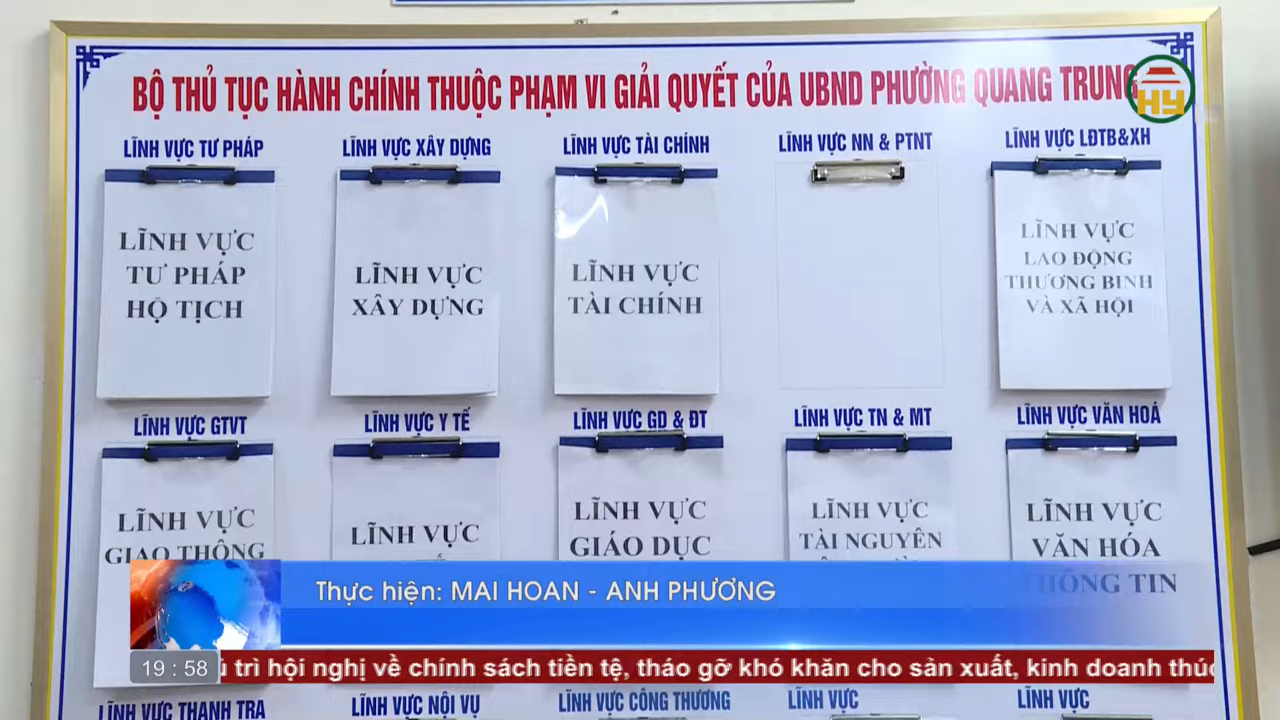 BỘ THỦ TỤC HÀNH CHÍNH THUỘC PHẠM VI GIẢI QUYẾT CỦA UBND PHƯỜNG QUANG TRUNG
HY
LĨNH VỰC TƯ PHÁP
LĨNH VỰC XÂY DỰNG
LĨNH VỰC TÀI CHÍNH
LĨNH VỰC NN & PTNT
LĨNH VỰC LĐTB&XH
LĨNH VỰC
TƯ PHÁP
HỘ TỊCH
LĨNH VỰC
XÂY DỰNG
LĨNH VỰC
TÀI CHÍNH
LĨNH VỰC
LAO ĐỘNG
THƯƠNG BINH
VÀ XÃ HỘI
LĨNH VỰC GTVT
LĨNH VỰC Y TẾ
LĨNH VỰC GD & ĐT
LĨNH VỰC TN & MT
LĨNH VỰC VĂN HOÁ
LĨNH VỰC
GIAO THÔNG
LĨNH VỰC
LĨNH VỰC
GIÁO DỤC
LĨNH VỰC
TÀI NGUYÊN
LĨNH VỰC
VĂN HÓA
THÔNG TIN
Thực hiện: MAI HOAN - ANH PHƯƠNG
19 : 58
trì hội nghị về chính sách tiền tệ, tháo gỡ khó khăn cho sản xuất, kinh doanh thúc
LĨNH VỰC THANH TRA
LĨNH VỰC NỘI VỤ
LĨNH VỰC CÔNG THƯƠNG
LĨNH VỰC
LĨNH VỰC